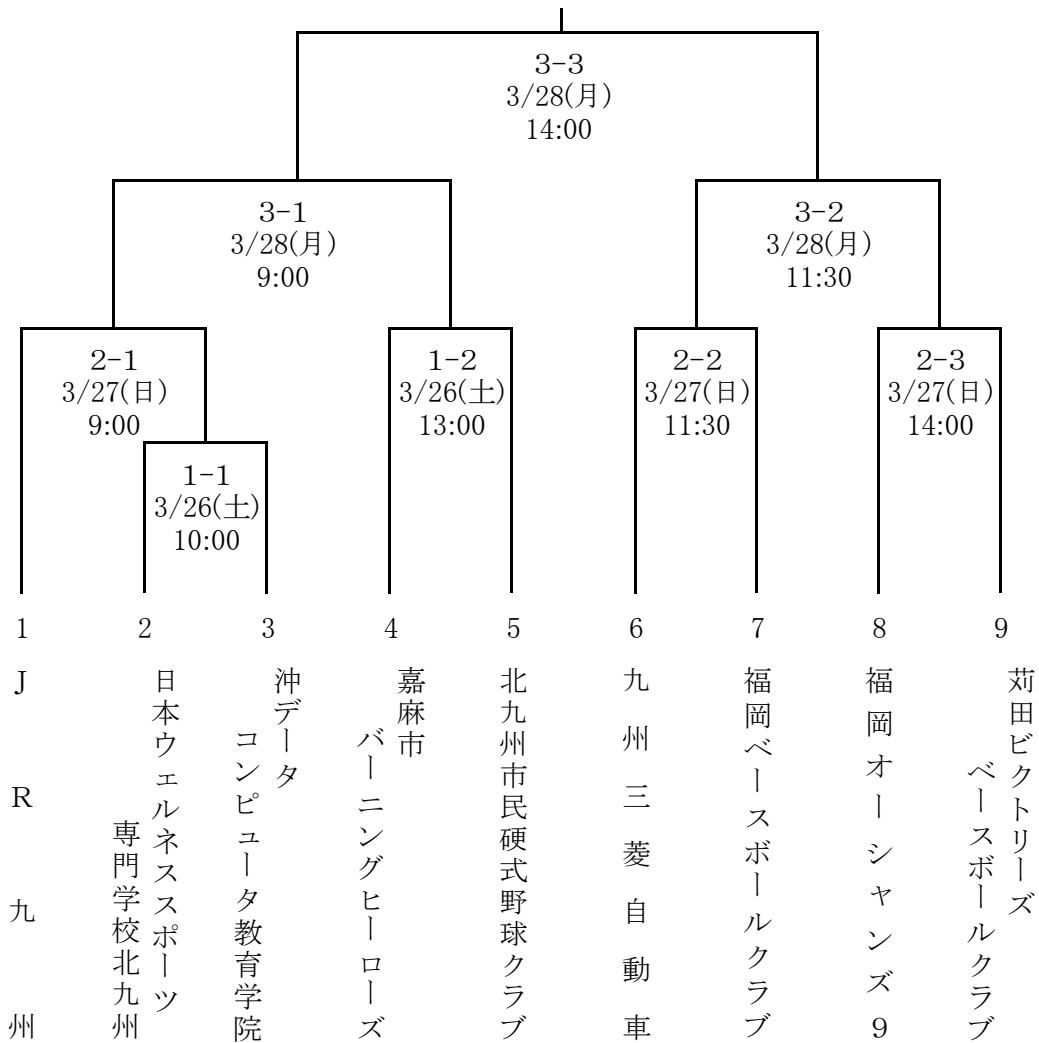 3-3
3/28(月)
14:00
3-1
3/28(月)
9:00
3-2
3/28(月)
11:30
2-1
3/27(日)
9:00
1-2
3/26(土)
13:00
2-2
3/27(日)
11:30
2-3
3/27(日)
14:00
1-1
3/26(土)
10:00
1
2
3
4
5
6
7
8
9
JR九州
日本ウェルネススポーツ
専門学校北九州
沖データ
コンピュータ教育学院
嘉麻市
バーニングヒーローズ
北九州市民硬式野球クラブ
九州三菱自動車
福岡ベースボールクラブ
福岡オーシャンズ9
苅田ビクトリーズ
ベースボールクラブ